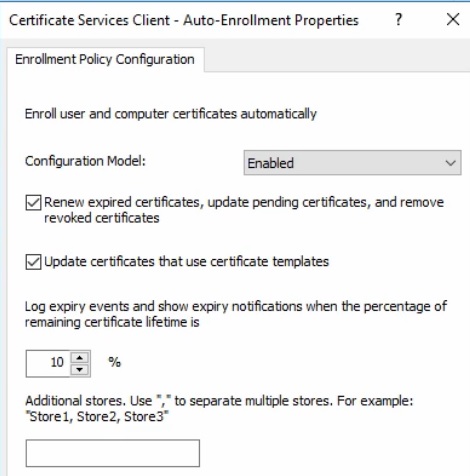 Certificate Services Client - Auto-Enrollment Properties ? X
Enrollment Policy Configuration
Enroll user and computer certificates automatically
Configuration Model: Enabled
Renew expired certificates, update pending certificates, and remove
revoked certificates
Update certificates that use certificate templates
Log expiry events and show expiry notifications when the percentage of
remaining certificate lifetime is
10 %
Additional stores. Use "," to separate multiple stores. For example:
"Store1, Store2, Store3"